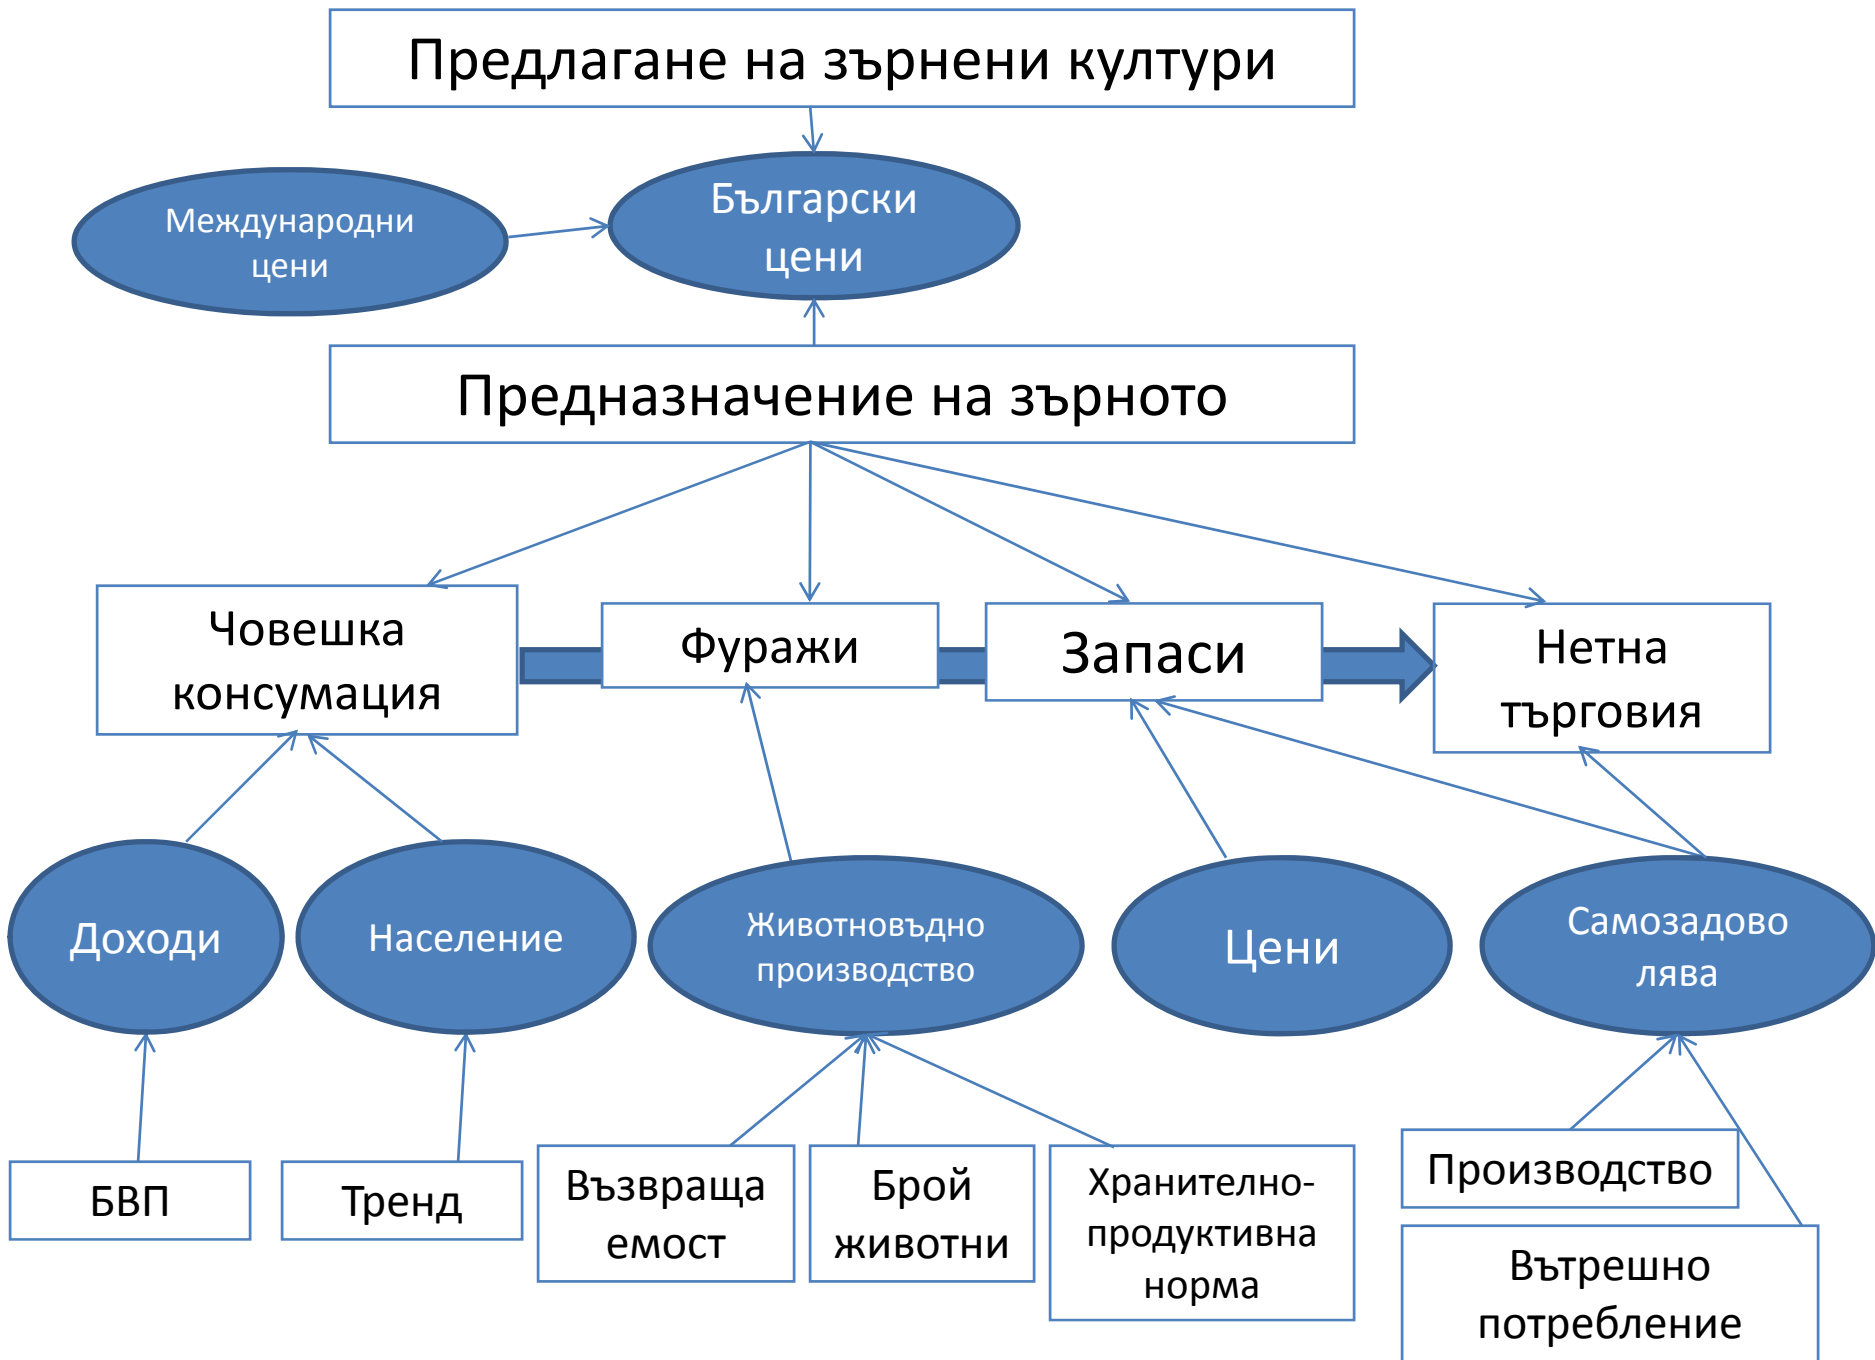 Предлагане на зърнени култури
Международни
цени
Български
цени
Предназначение на зърното
Човешка
консумация
Фуражи
Запаси
Нетна
търговия
Доходи
Население
Животновъдно
производство
Цени
Самозадово
лява
БВП
Тренд
Възвраща
емост
Брой
животни
Хранително-
продуктивна
норма
Производство
Вътрешно
потребление